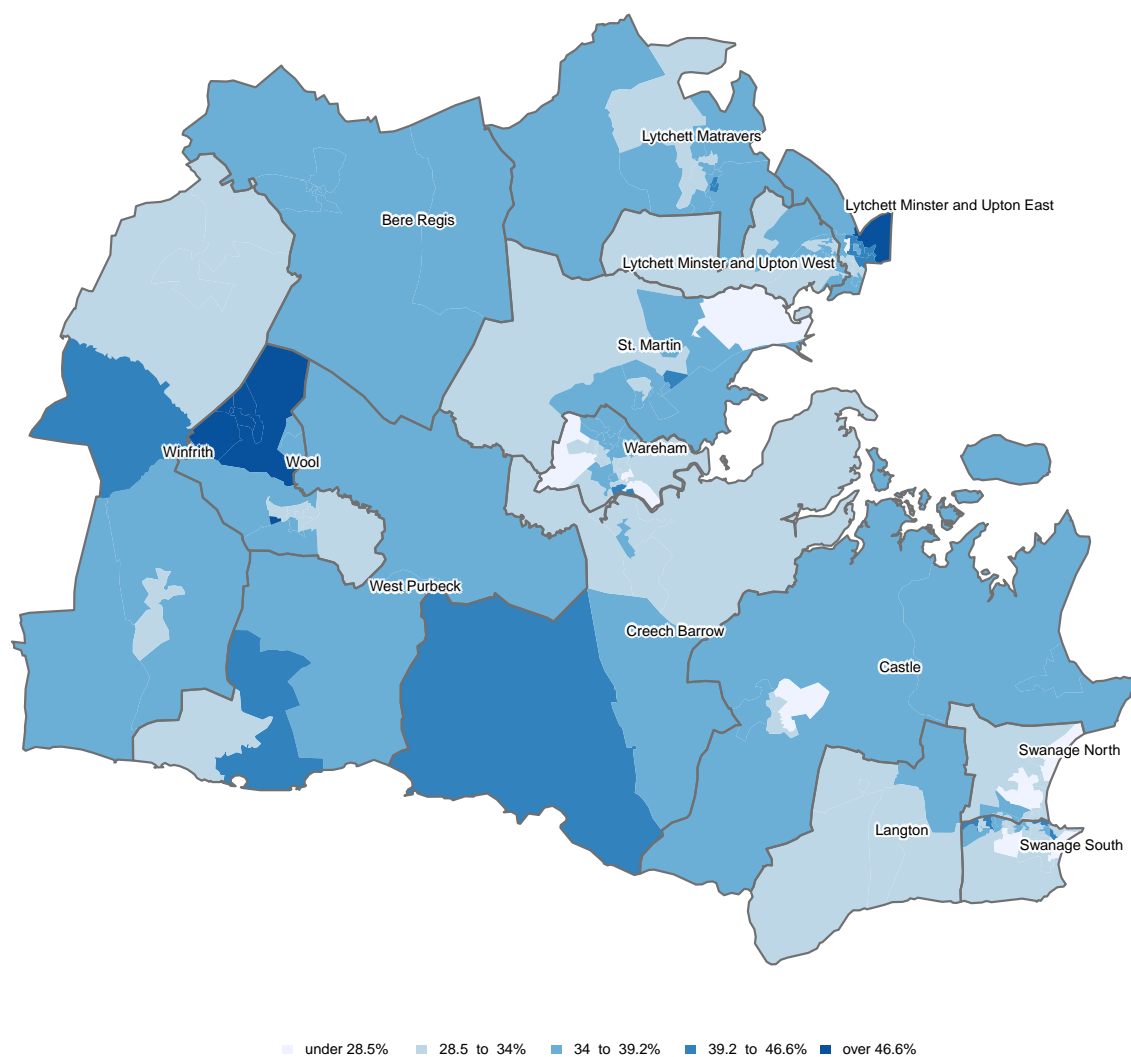 Lytchett Matravers
Lytchett Minster and Upton East
Bere Regis
Lytchett Minster and Upton West
St. Martin
Wareham
Winfrith
Wool
West Purbeck
Creech Barrow
Castle
Swanage North
Langton
Swanage South
under 28.5% 28.5 to 34% 34 to 39.2% 39.2 to 46.6% over 46.6%